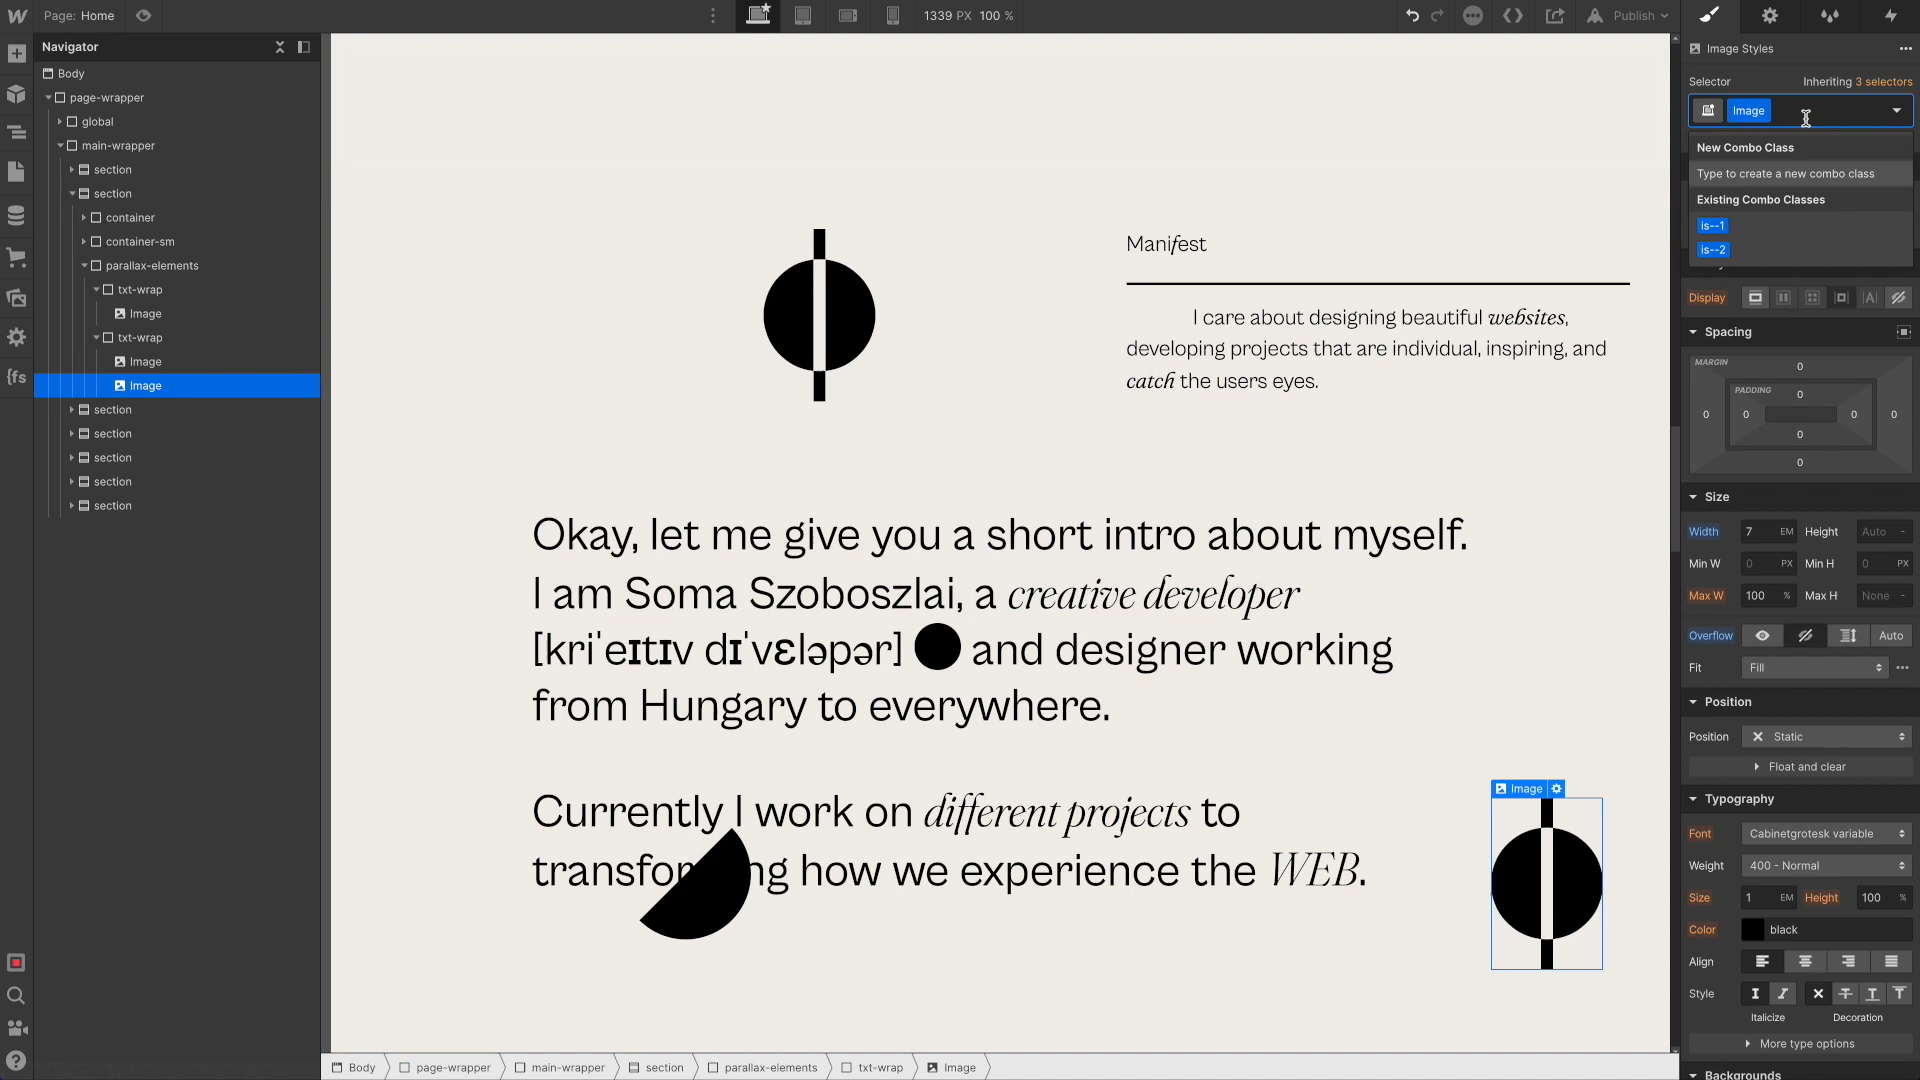 Page: Home
1339 PX 100 %
Publish
Navigator
Body
page-wrapper
global
main-wrapper
section
section
container
container-sm
parallax-elements
txt-wrap
Image
txt-wrap
Image
Image
section
section
section
section
section
{fs
Manifest
I care about designing beautiful websites,
developing projects that are individual, inspiring, and
catch the users eyes.
Okay, let me give you a short intro about myself.
I am Soma Szoboszlai, a creative developer
[kriˈeɪtɪv dɪˈvɛləpər] and designer working
from Hungary to everywhere.
Currently I work on different projects to
transfor ng how we experience the WEB.
Image
Body
page-wrapper
main-wrapper
section
parallax-elements
txt-wrap
Image
Image Styles
Selector Inheriting 3 selectors
Image
New Combo Class
Type to create a new combo class
Existing Combo Classes
is--1
is--2
Display
Spacing
MARGIN
0
PADDING
0
0 0 0 0
0
0
Size
Width 7 EM Height Auto -
Min W 0 PX Min H 0 PX
Max W 100 % Max H None -
Overflow Auto
Fit Fill
Position
Position Static
Float and clear
Typography
Font Cabinetgrotesk variable
Weight 400 - Normal
Size 1 EM Height 100 %
Color black
Align
Style
Italicize Decoration
More type options
Backgrounds